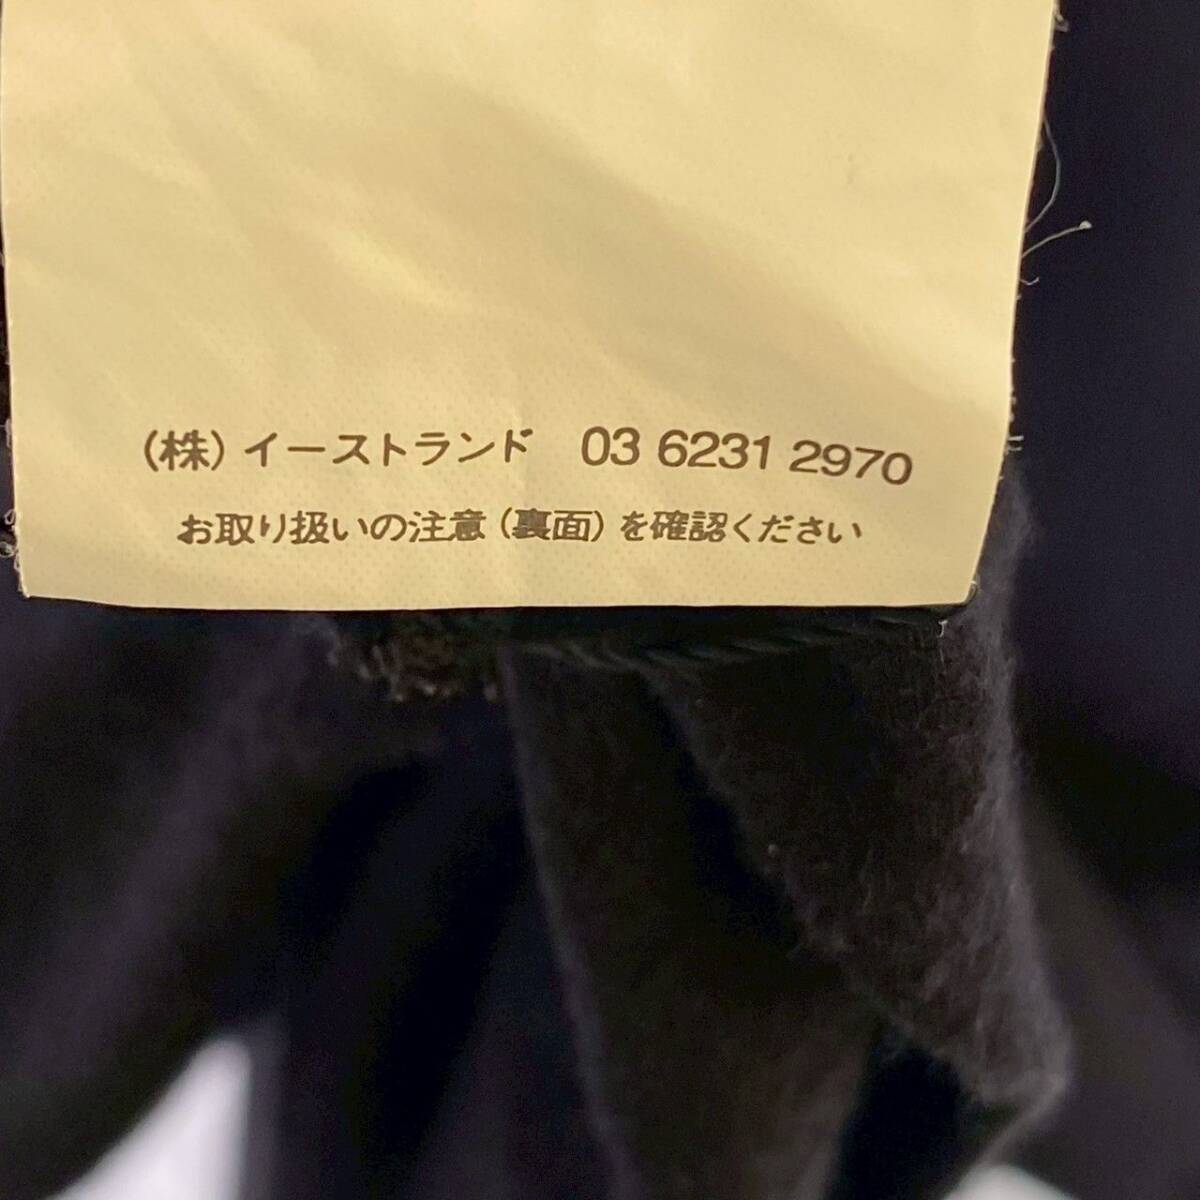 （株）イーストランド　03 6231 2970
お取り扱いの注意（裏面）を確認ください